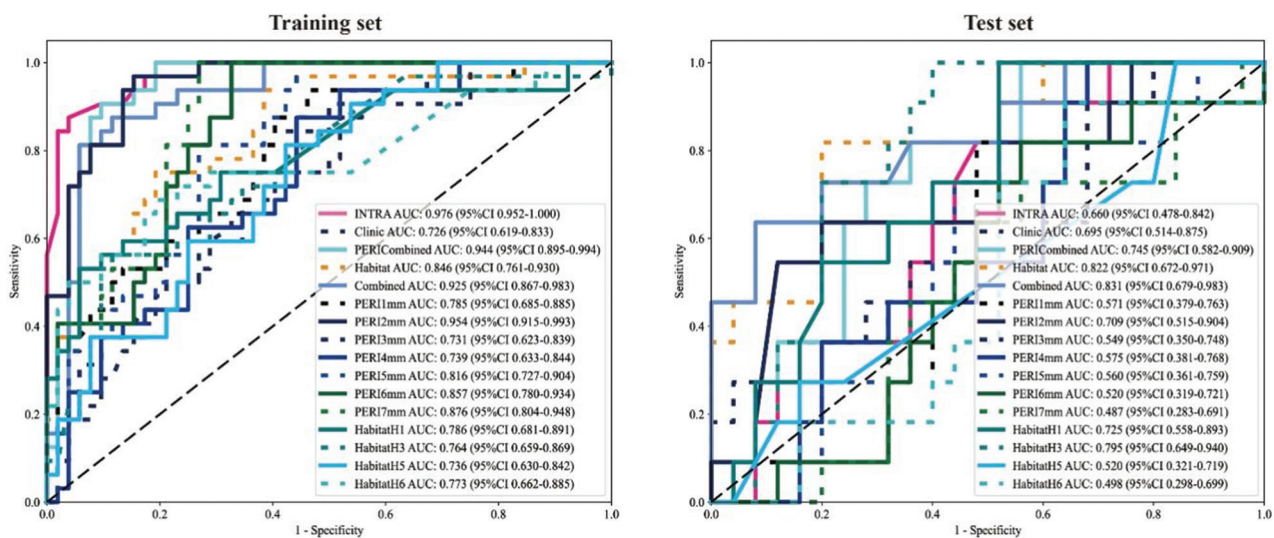 Training set
1.0
0.8
0.6
0.4
0.2
0.0
Sensitivity
INTRA AUC: 0.976 (95%CI 0.952-1.000)
Clinic AUC: 0.726 (95%CI 0.619-0.833)
PERICombined AUC: 0.944 (95%CI 0.895-0.994)
Habitat AUC: 0.846 (95%CI 0.761-0.930)
Combined AUC: 0.925 (95%CI 0.867-0.983)
PERI1mm AUC: 0.785 (95%CI 0.685-0.885)
PERI2mm AUC: 0.954 (95%CI 0.915-0.993)
PERI3mm AUC: 0.731 (95%CI 0.623-0.839)
PERI4mm AUC: 0.739 (95%CI 0.633-0.844)
PERI5mm AUC: 0.816 (95%CI 0.727-0.904)
PERI6mm AUC: 0.857 (95%CI 0.780-0.934)
PERI7mm AUC: 0.876 (95%CI 0.804-0.948)
HabitatH1 AUC: 0.786 (95%CI 0.681-0.891)
HabitatH3 AUC: 0.764 (95%CI 0.659-0.869)
HabitatH5 AUC: 0.736 (95%CI 0.630-0.842)
HabitatH6 AUC: 0.773 (95%CI 0.662-0.885)
0.0 0.2 0.4 0.6 0.8 1.0
1 - Specificity
Test set
1.0
0.8
0.6
0.4
0.2
0.0
Sensitivity
INTRA AUC: 0.660 (95%CI 0.478-0.842)
Clinic AUC: 0.695 (95%CI 0.514-0.875)
PERICombined AUC: 0.745 (95%CI 0.582-0.909)
Habitat AUC: 0.822 (95%CI 0.672-0.971)
Combined AUC: 0.831 (95%CI 0.679-0.983)
PERI1mm AUC: 0.571 (95%CI 0.379-0.763)
PERI2mm AUC: 0.709 (95%CI 0.515-0.904)
PERI3mm AUC: 0.549 (95%CI 0.350-0.748)
PERI4mm AUC: 0.575 (95%CI 0.381-0.768)
PERI5mm AUC: 0.560 (95%CI 0.361-0.759)
PERI6mm AUC: 0.520 (95%CI 0.319-0.721)
PERI7mm AUC: 0.487 (95%CI 0.283-0.691)
HabitatH1 AUC: 0.725 (95%CI 0.558-0.893)
HabitatH3 AUC: 0.795 (95%CI 0.649-0.940)
HabitatH5 AUC: 0.520 (95%CI 0.321-0.719)
HabitatH6 AUC: 0.498 (95%CI 0.298-0.699)
0.0 0.2 0.4 0.6 0.8 1.0
1 - Specificity